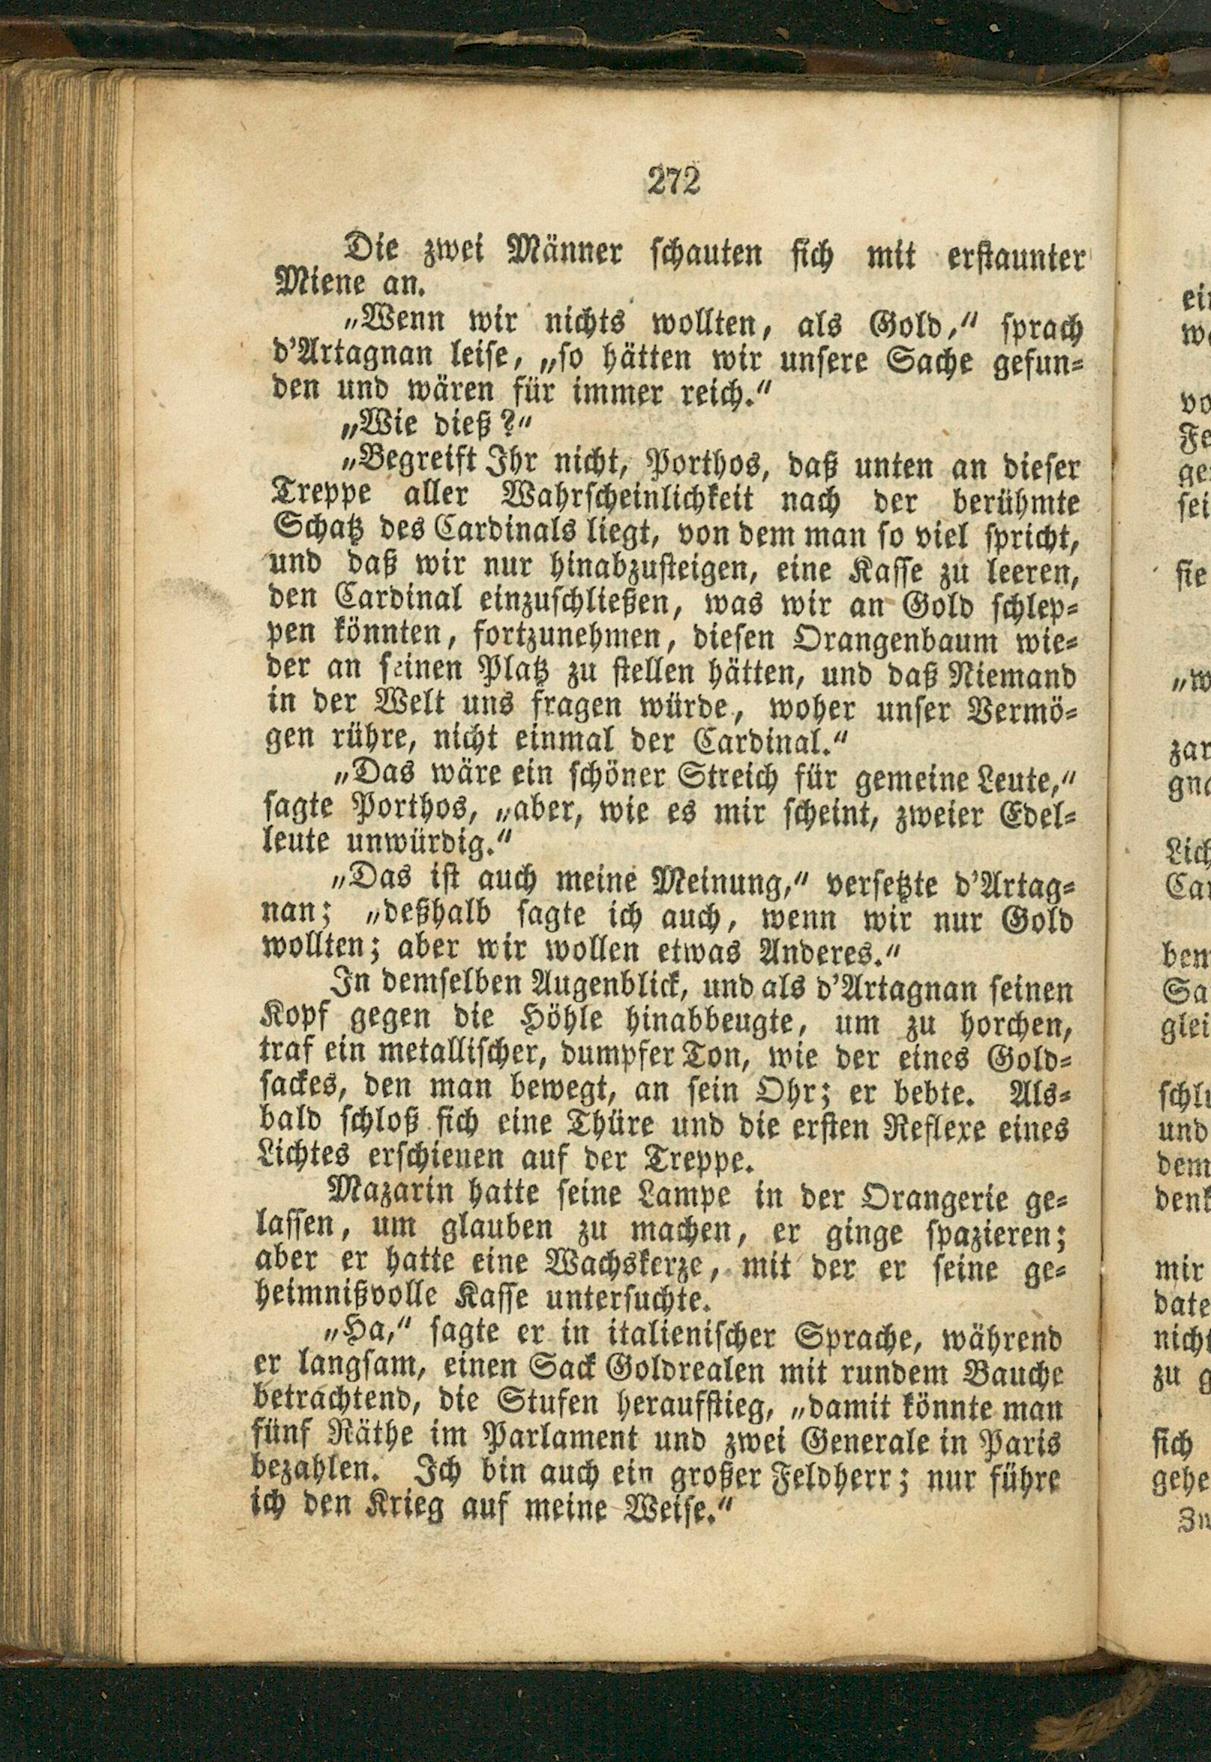 272
Die zwei Männer schauten sich mit erstaunter
Miene an.
„Wenn wir nichts wollten, als Gold,“ sprach
d'Artagnan leise, „so hätten wir unsere Sache gefun-
den und wären für immer reich.“
„Wie dieß?“
„Begreift Ihr nicht, Porthos, daß unten an dieser
Treppe aller Wahrscheinlichkeit nach der berühmte
Schatz des Cardinals liegt, von dem man so viel spricht,
und daß wir nur hinabzusteigen, eine Kasse zu leeren,
den Cardinal einzuschließen, was wir an Gold schlep-
pen könnten, fortzunehmen, diesen Orangenbaum wie-
der an seinen Platz zu stellen hätten, und daß Niemand
in der Welt uns fragen würde, woher unser Vermö-
gen rühre, nicht einmal der Cardinal.“
„Das wäre ein schöner Streich für gemeine Leute,“
sagte Porthos, „aber, wie es mir scheint, zweier Edel-
leute unwürdig.“
„Das ist auch meine Meinung,“ versetzte d'Artag-
nan; „deßhalb sagte ich auch, wenn wir nur Gold
wollten; aber wir wollen etwas Anderes.“
In demselben Augenblick, und als d'Artagnan seinen
Kopf gegen die Höhle hinabbeugte, um zu horchen,
traf ein metallischer, dumpfer Ton, wie der eines Gold-
sackes, den man bewegt, an sein Ohr; er bebte. Als-
bald schloß sich eine Thüre und die ersten Reflexe eines
Lichtes erschienen auf der Treppe.
Mazarin hatte seine Lampe in der Orangerie ge-
lassen, um glauben zu machen, er ginge spazieren;
aber er hatte eine Wachskerze, mit der er seine ge-
heimnißvolle Kasse untersuchte.
„Ha,“ sagte er in italienischer Sprache, während
er langsam, einen Sack Goldrealen mit rundem Bauche
betrachtend, die Stufen heraufstieg, „damit könnte man
fünf Räthe im Parlament und zwei Generale in Paris
bezahlen. Ich bin auch ein großer Feldherr; nur führe
ich den Krieg auf meine Weise.“